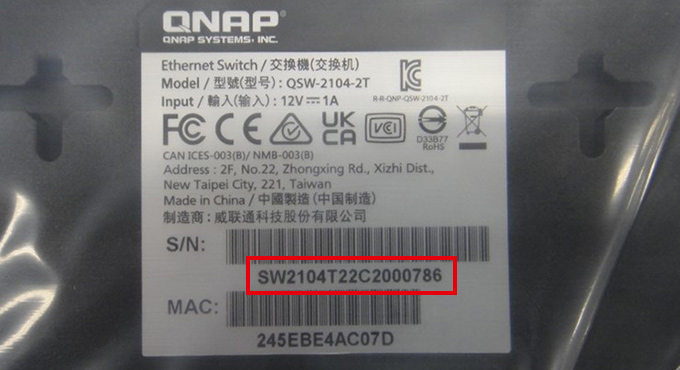 QNAP
QNAP SYSTEMS, INC.
Ethernet Switch / 交換機(交换机)
Model / 型號(型号) : QSW-2104-2T
Input / 輸入(输入) : 12V⎓1A
R-R-QNP-QSW-2104-2T
FC CE UK CA VCI D33B77 RoHS
CAN ICES-003(B)/ NMB-003(B)
Address : 2F, No.22, Zhongxing Rd., Xizhi Dist.,
New Taipei City, 221, Taiwan
Made in China / 中國製造(中国制造)
制造商: 威联通科技股份有限公司
S/N:
SW2104T22C2000786
MAC:
245EBE4AC07D